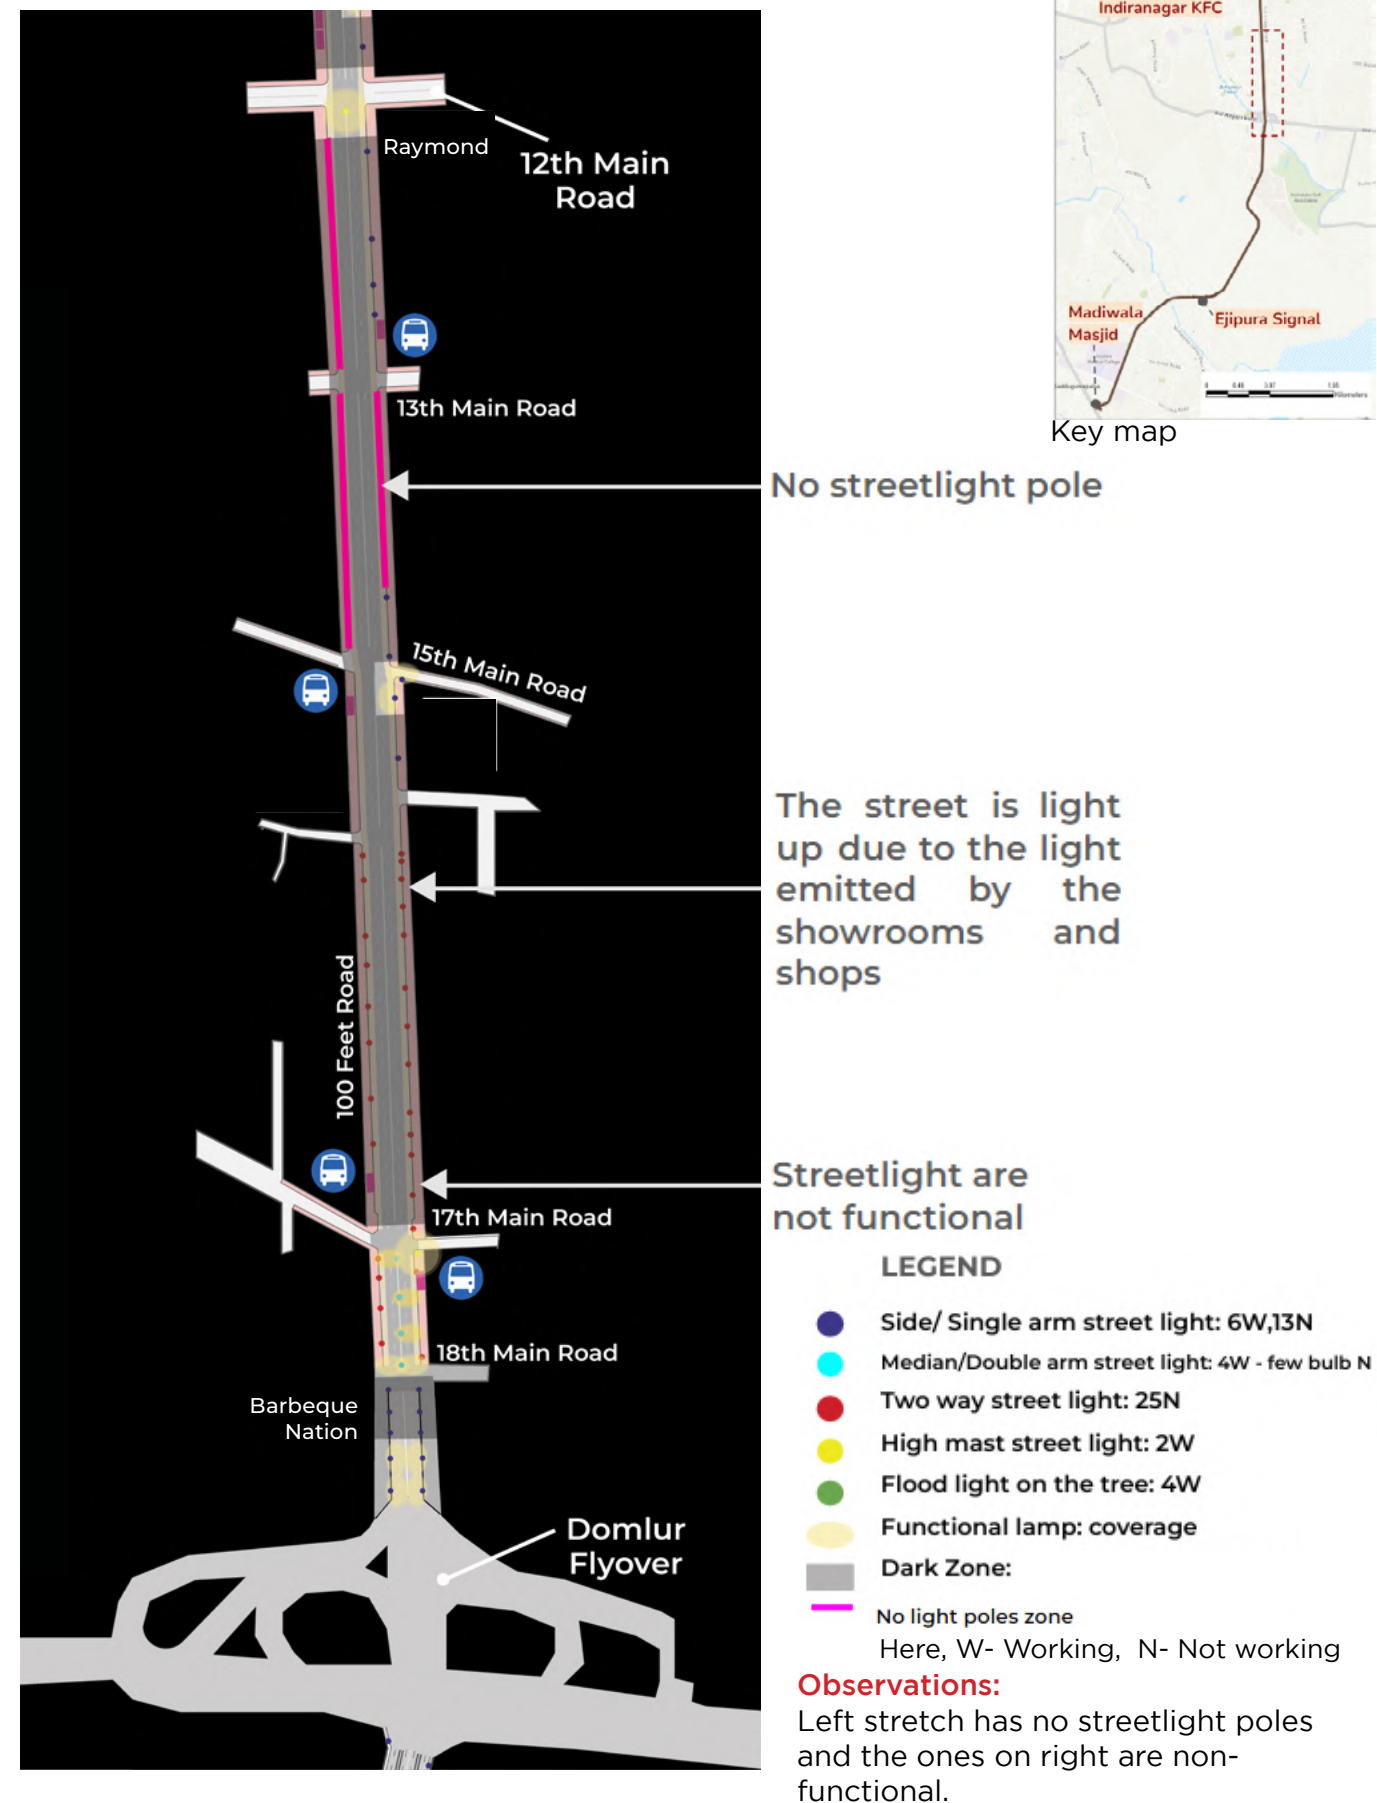 Indiranagar KFC
Raymond
12th Main
Road
13th Main Road
Madiwala
Masjid
Ejipura Signal
Key map
No streetlight pole
15th Main Road
The street is light
up due to the light
emitted by the
showrooms and
shops
100 Feet Road
Streetlight are
not functional
17th Main Road
18th Main Road
Barbeque
Nation
Domlur
Flyover
LEGEND
Side/ Single arm street light: 6W,13N
Median/Double arm street light: 4W - few bulb N
Two way street light: 25N
High mast street light: 2W
Flood light on the tree: 4W
Functional lamp: coverage
Dark Zone:
No light poles zone
Here, W- Working, N- Not working
Observations:
Left stretch has no streetlight poles
and the ones on right are non-
functional.